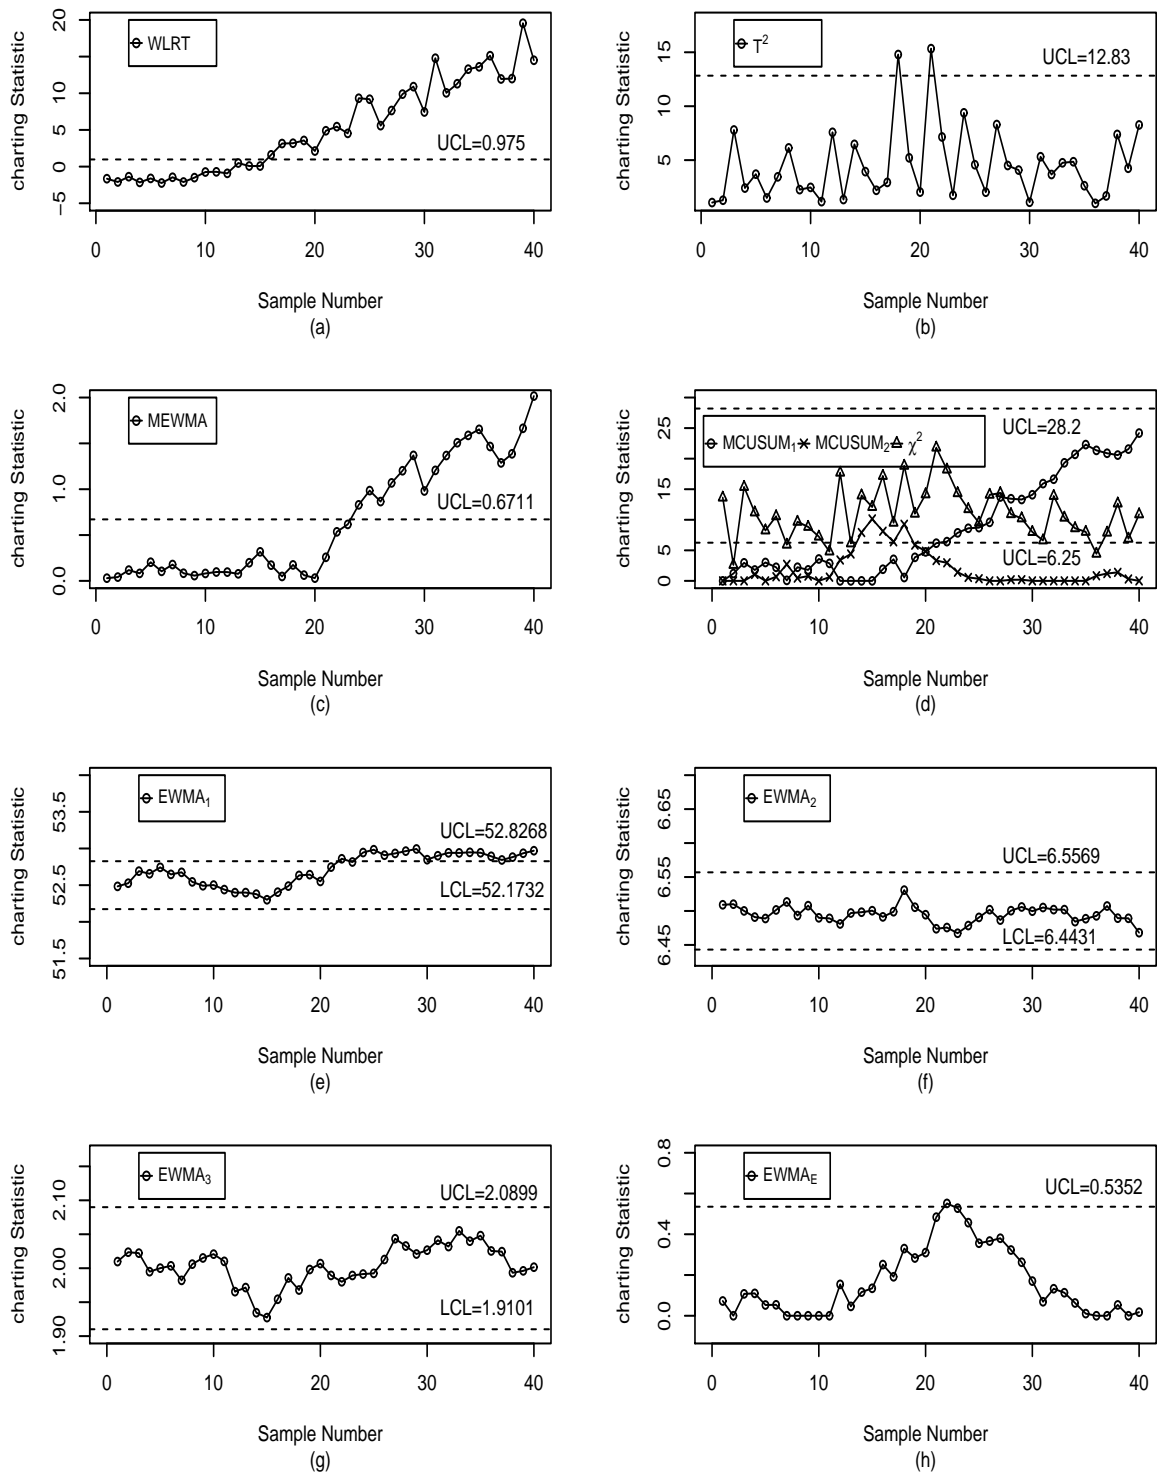 charting Statistic
20
10
5
0
−5
WLRT
UCL=0.975
0 10 20 30 40
Sample Number
(a)
charting Statistic
15
10
5
T²
UCL=12.83
0 10 20 30 40
Sample Number
(b)
charting Statistic
2.0
1.0
0.0
MEWMA
UCL=0.6711
0 10 20 30 40
Sample Number
(c)
charting Statistic
25
15
5
0
MCUSUM₁ MCUSUM₂ χ²
UCL=28.2
UCL=6.25
0 10 20 30 40
Sample Number
(d)
charting Statistic
53.5
52.5
51.5
EWMA₁
UCL=52.8268
LCL=52.1732
0 10 20 30 40
Sample Number
(e)
charting Statistic
6.65
6.55
6.45
EWMA₂
UCL=6.5569
LCL=6.4431
0 10 20 30 40
Sample Number
(f)
charting Statistic
2.10
2.00
1.90
EWMA₃
UCL=2.0899
LCL=1.9101
0 10 20 30 40
Sample Number
(g)
charting Statistic
0.8
0.4
0.0
EWMA_E
UCL=0.5352
0 10 20 30 40
Sample Number
(h)